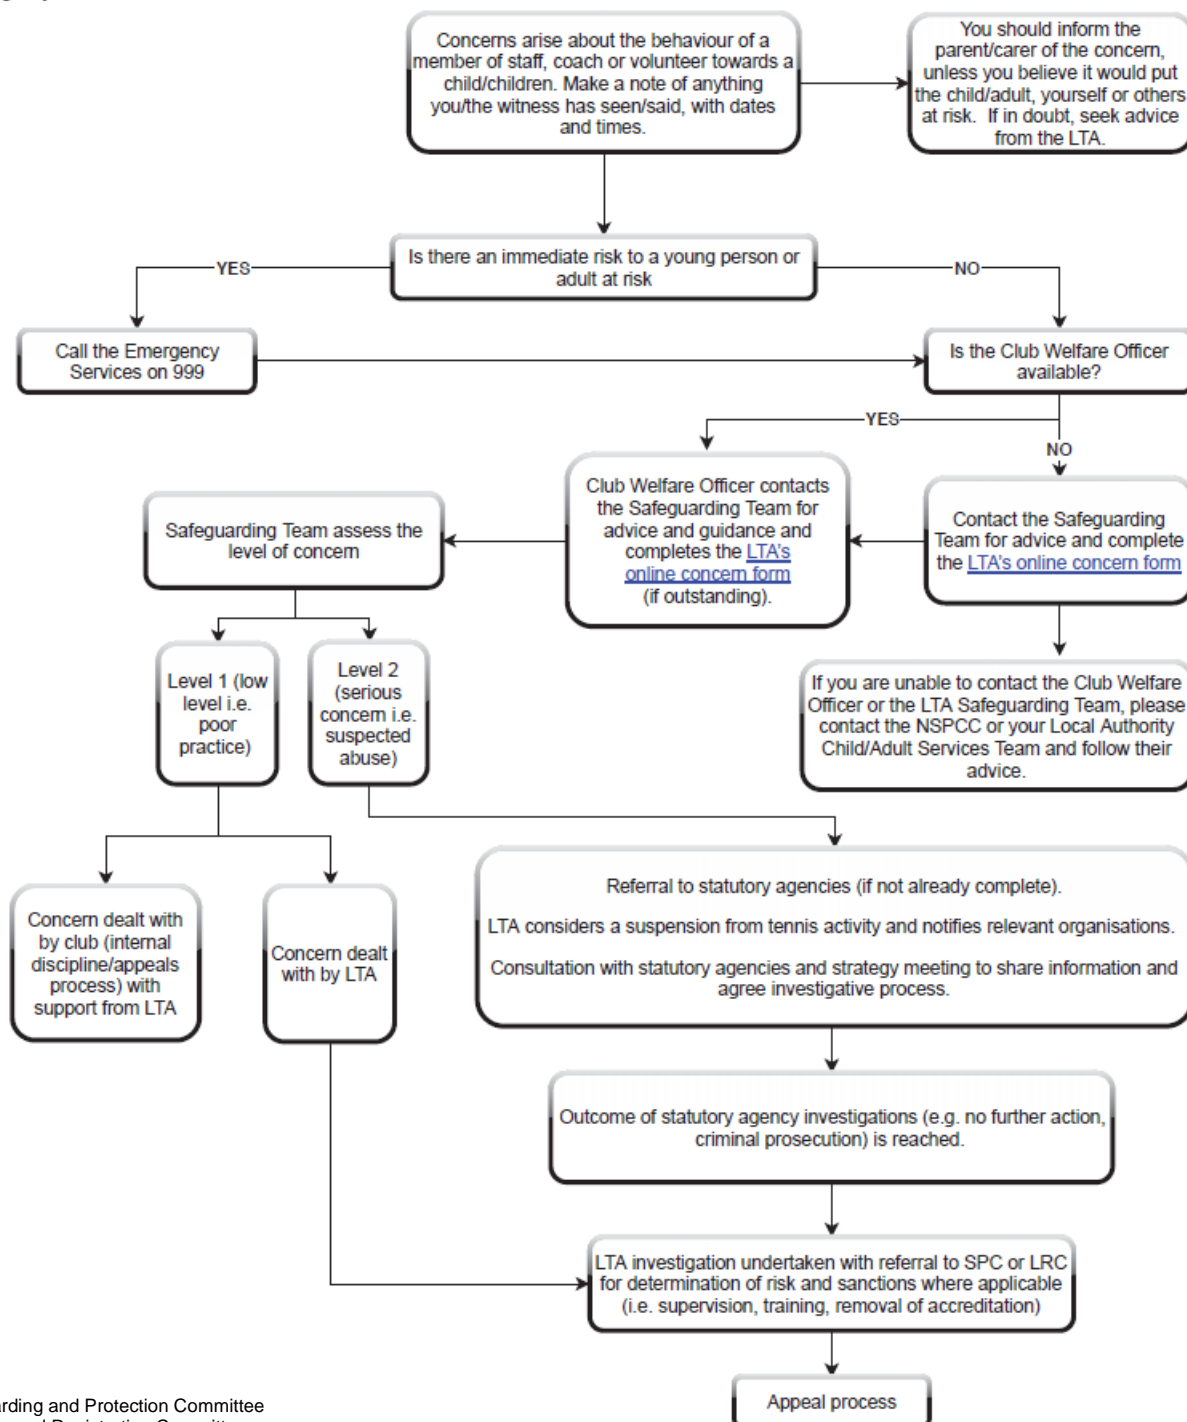 Concerns arise about the behaviour of a
member of staff, coach or volunteer towards a
child/children. Make a note of anything
you/the witness has seen/said, with dates
and times.
You should inform the
parent/carer of the concern,
unless you believe it would put
the child/adult, yourself or others
at risk. If in doubt, seek advice
from the LTA.
Is there an immediate risk to a young person or
adult at risk
YES
NO
Call the Emergency
Services on 999
Is the Club Welfare Officer
available?
YES
NO
Club Welfare Officer contacts
the Safeguarding Team for
advice and guidance and
completes the LTA's
online concern form
(if outstanding).
Contact the Safeguarding
Team for advice and complete
the LTA's online concern form
Safeguarding Team assess the
level of concern
Level 1 (low
level i.e.
poor
practice)
Level 2
(serious
concern i.e.
suspected
abuse)
If you are unable to contact the Club Welfare
Officer or the LTA Safeguarding Team, please
contact the NSPCC or your Local Authority
Child/Adult Services Team and follow their
advice.
Concern dealt with
by club (internal
discipline/appeals
process) with
support from LTA
Concern dealt
with by LTA
Referral to statutory agencies (if not already complete).
LTA considers a suspension from tennis activity and notifies relevant organisations.
Consultation with statutory agencies and strategy meeting to share information and
agree investigative process.
Outcome of statutory agency investigations (e.g. no further action,
criminal prosecution) is reached.
LTA investigation undertaken with referral to SPC or LRC
for determination of risk and sanctions where applicable
(i.e. supervision, training, removal of accreditation)
Appeal process
arding and Protection Committee